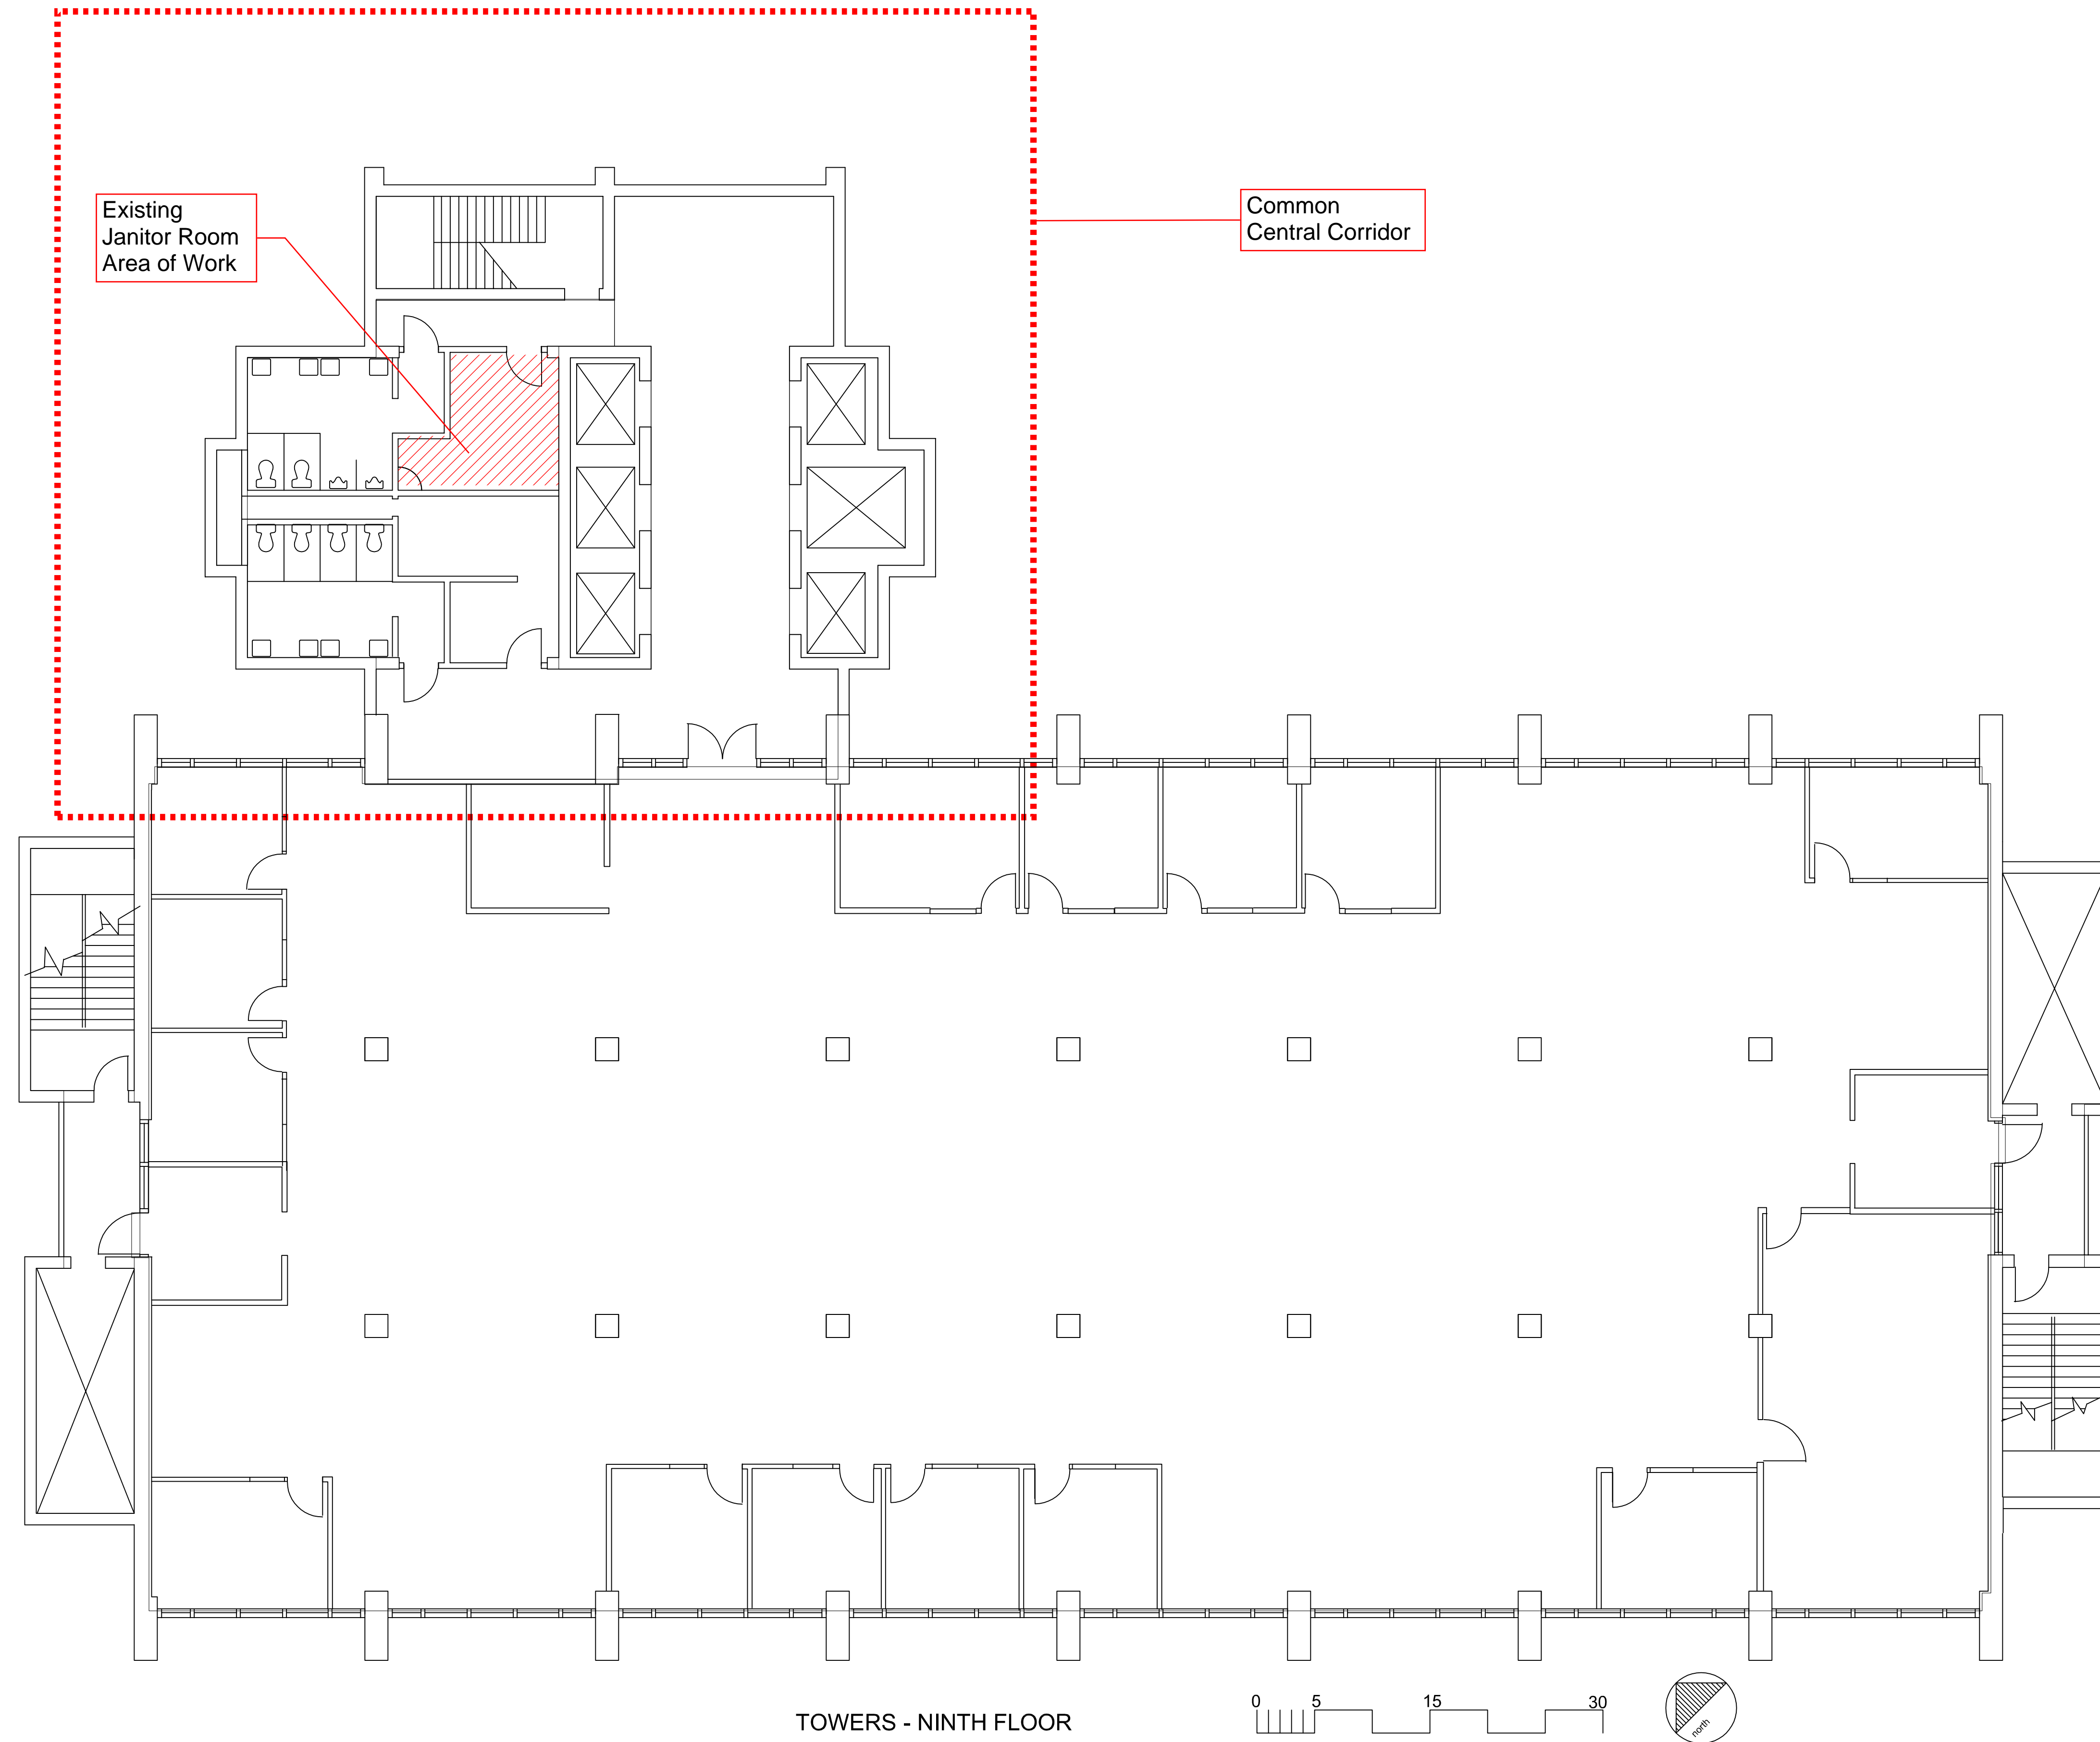 Existing
Janitor Room
Area of Work
Common
Central Corridor
TOWERS - NINTH FLOOR
0 5 15 30
north